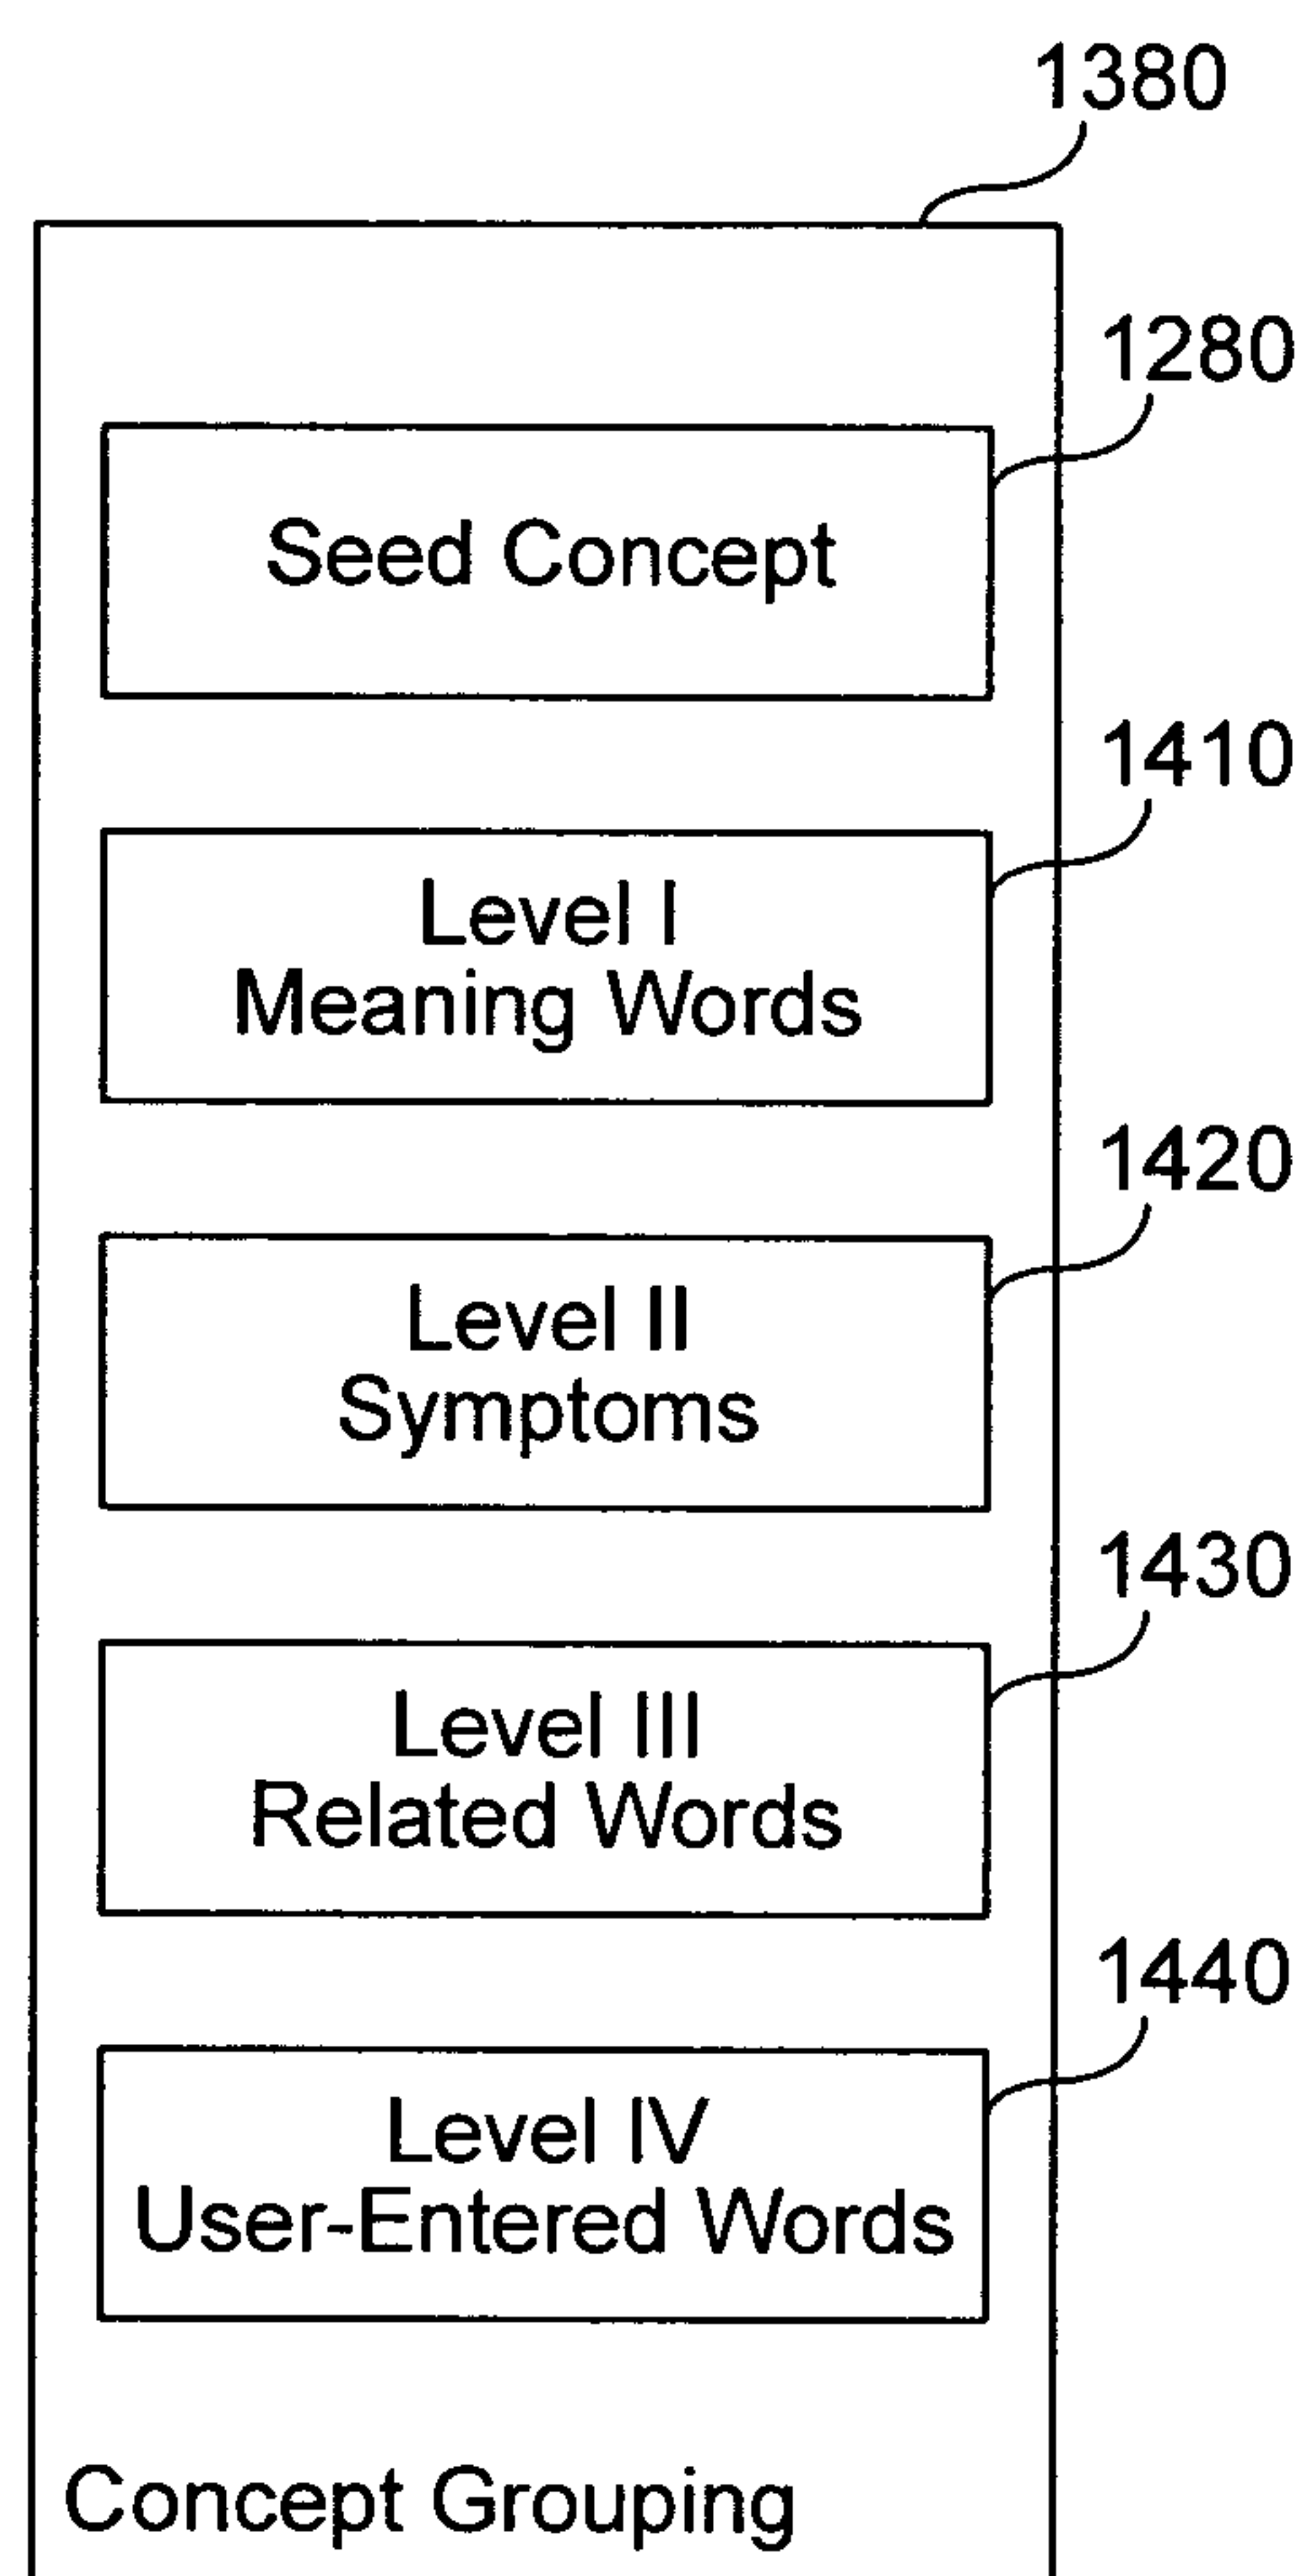 1380
1280
Seed Concept
1410
Level I
Meaning Words
1420
Level II
Symptoms
1430
Level III
Related Words
1440
Level IV
User-Entered Words
Concept Grouping